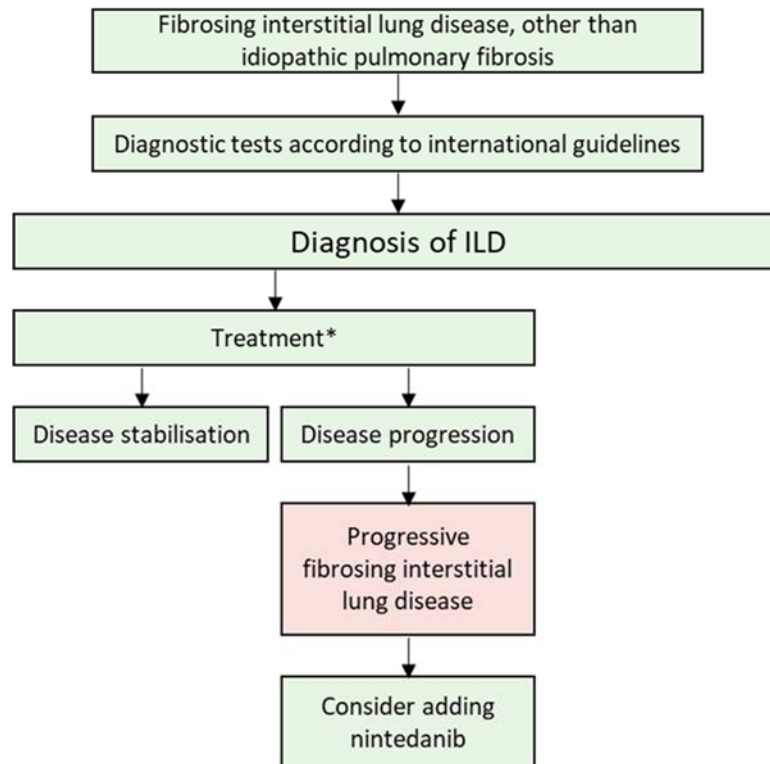 Fibrosing interstitial lung disease, other than
idiopathic pulmonary fibrosis
Diagnostic tests according to international guidelines
Diagnosis of ILD
Treatment*
Disease stabilisation
Disease progression
Progressive
fibrosing interstitial
lung disease
Consider adding
nintedanib